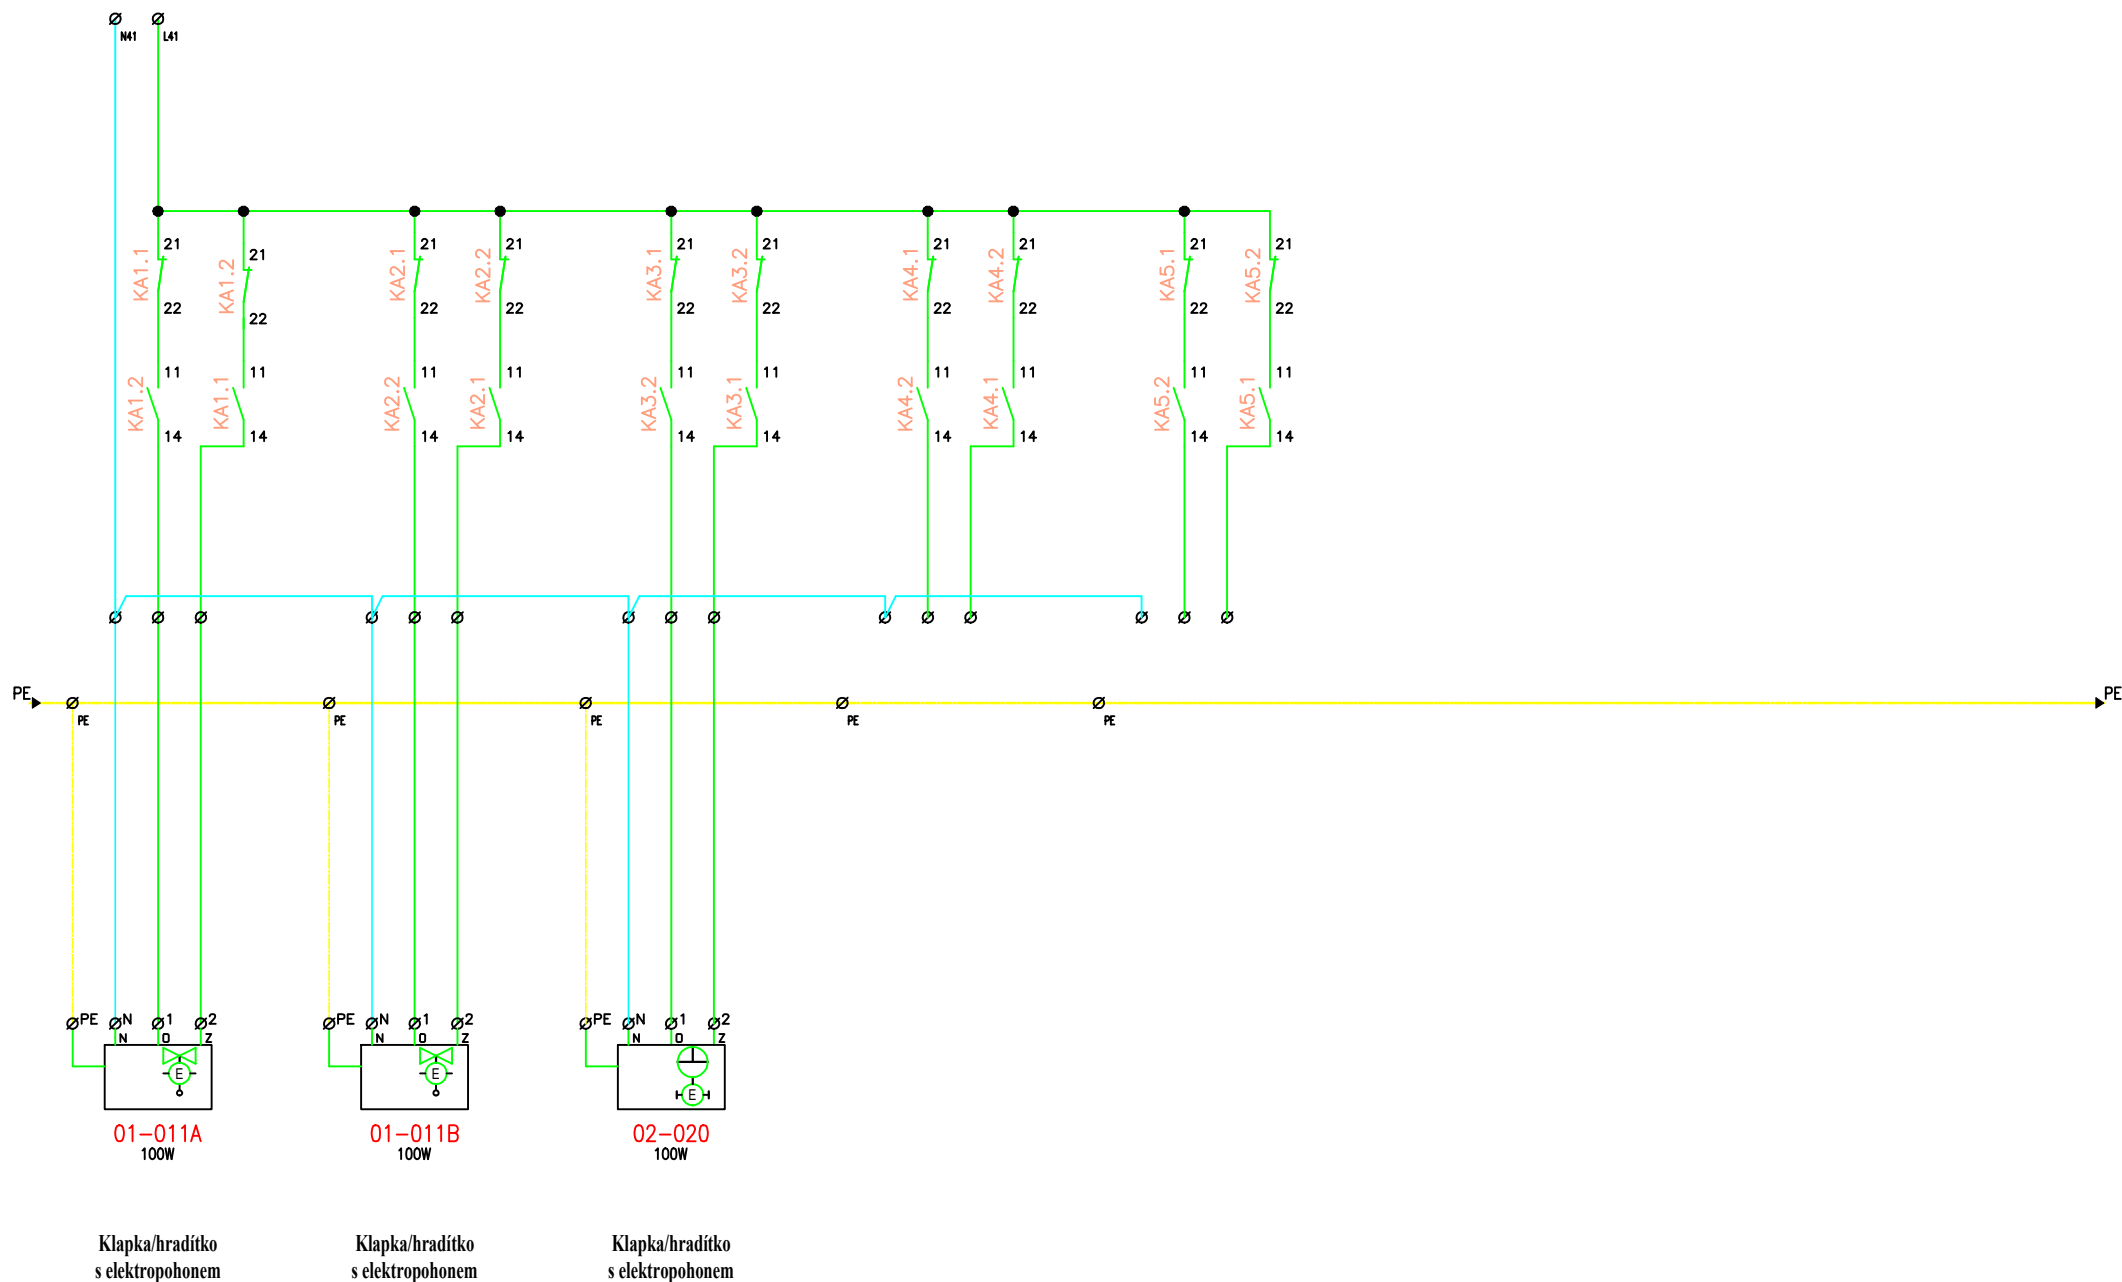 N41 L41
21 21 21 21 21 21 21 21 21 21
KA1.1 KA1.2 KA2.1 KA2.2 KA3.1 KA3.2 KA4.1 KA4.2 KA5.1 KA5.2
22 22 22 22 22 22 22 22 22 22
11 11 11 11 11 11 11 11 11 11
KA1.2 KA1.1 KA2.2 KA2.1 KA3.2 KA3.1 KA4.2 KA4.1 KA5.2 KA5.1
14 14 14 14 14 14 14 14 14 14
PE PE
PE PE PE PE PE
PE N 1 2 PE N 1 2 PE N 1 2
N O Z N O Z N O Z
E E E
01-011A 01-011B 02-020
100W 100W 100W
Klapka/hradítko Klapka/hradítko Klapka/hradítko
s elektropohonem s elektropohonem s elektropohonem